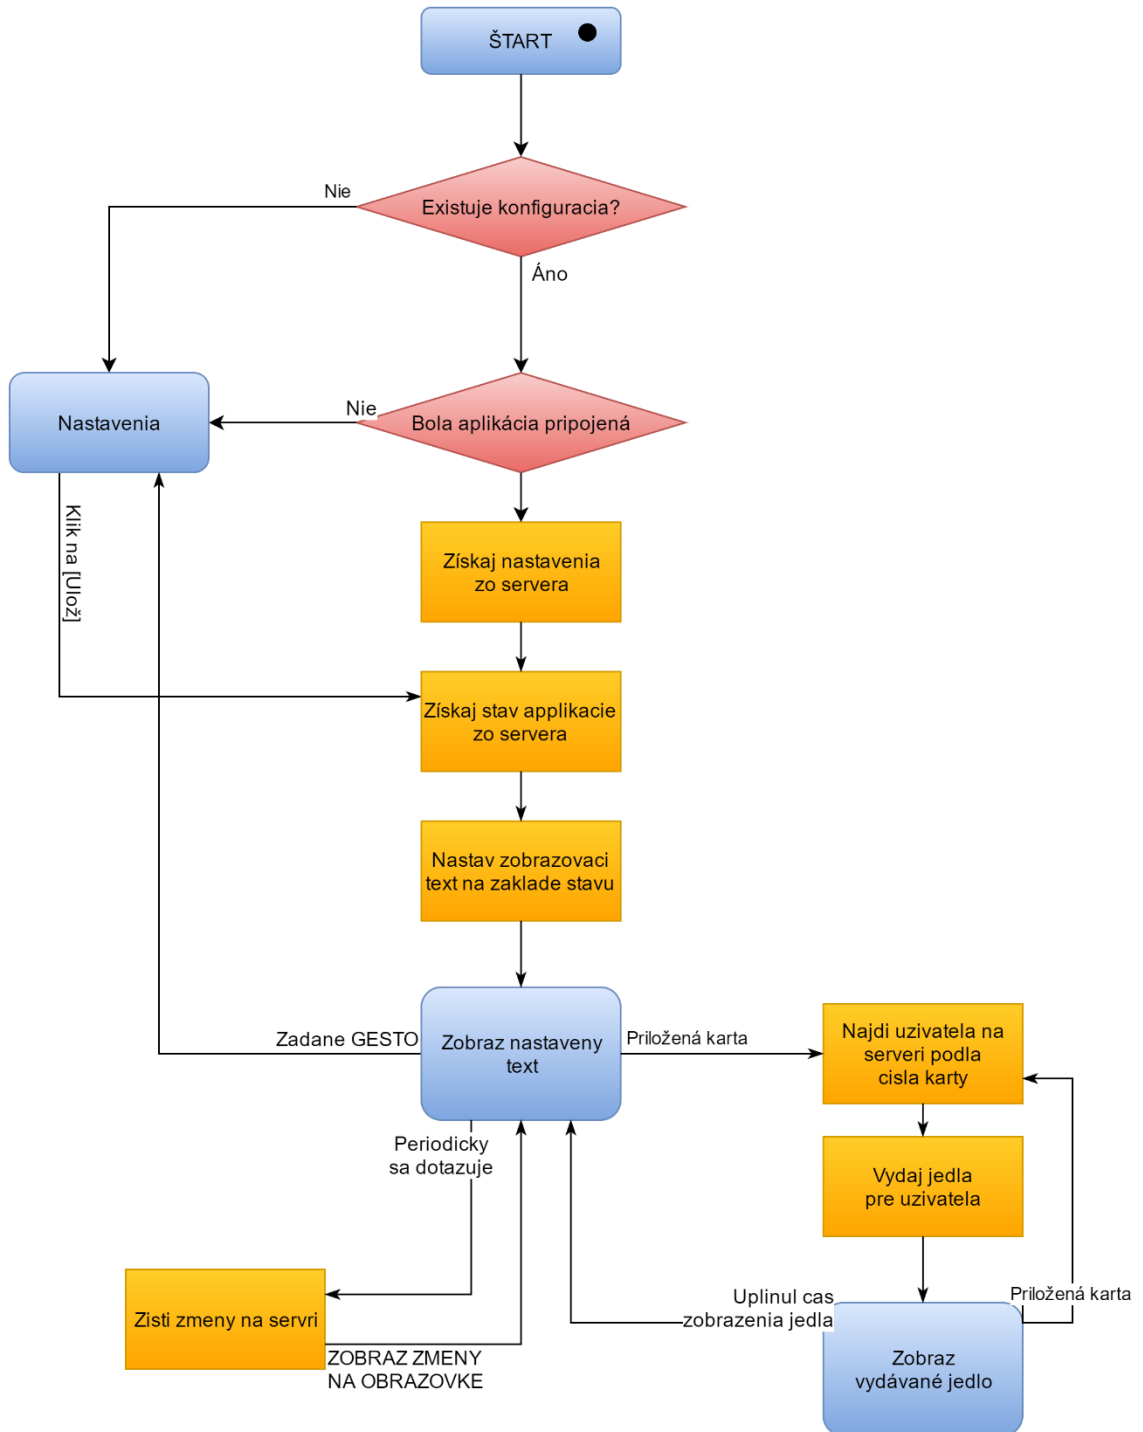 ŠTART
Nie
Existuje konfiguracia?
Áno
Nastavenia
Nie
Bola aplikácia pripojená
Klik na [Ulož]
Získaj nastavenia
zo servera
Získaj stav applikacie
zo servera
Nastav zobrazovaci
text na zaklade stavu
Zadane GESTO
Zobraz nastaveny
text
Priložená karta
Najdi uzivatela na
serveri podla
cisla karty
Periodicky
sa dotazuje
Vydaj jedla
pre uzivatela
Zisti zmeny na servri
ZOBRAZ ZMENY
NA OBRAZOVKE
Uplinul cas
zobrazenia jedla
Priložená karta
Zobraz
vydávané jedlo